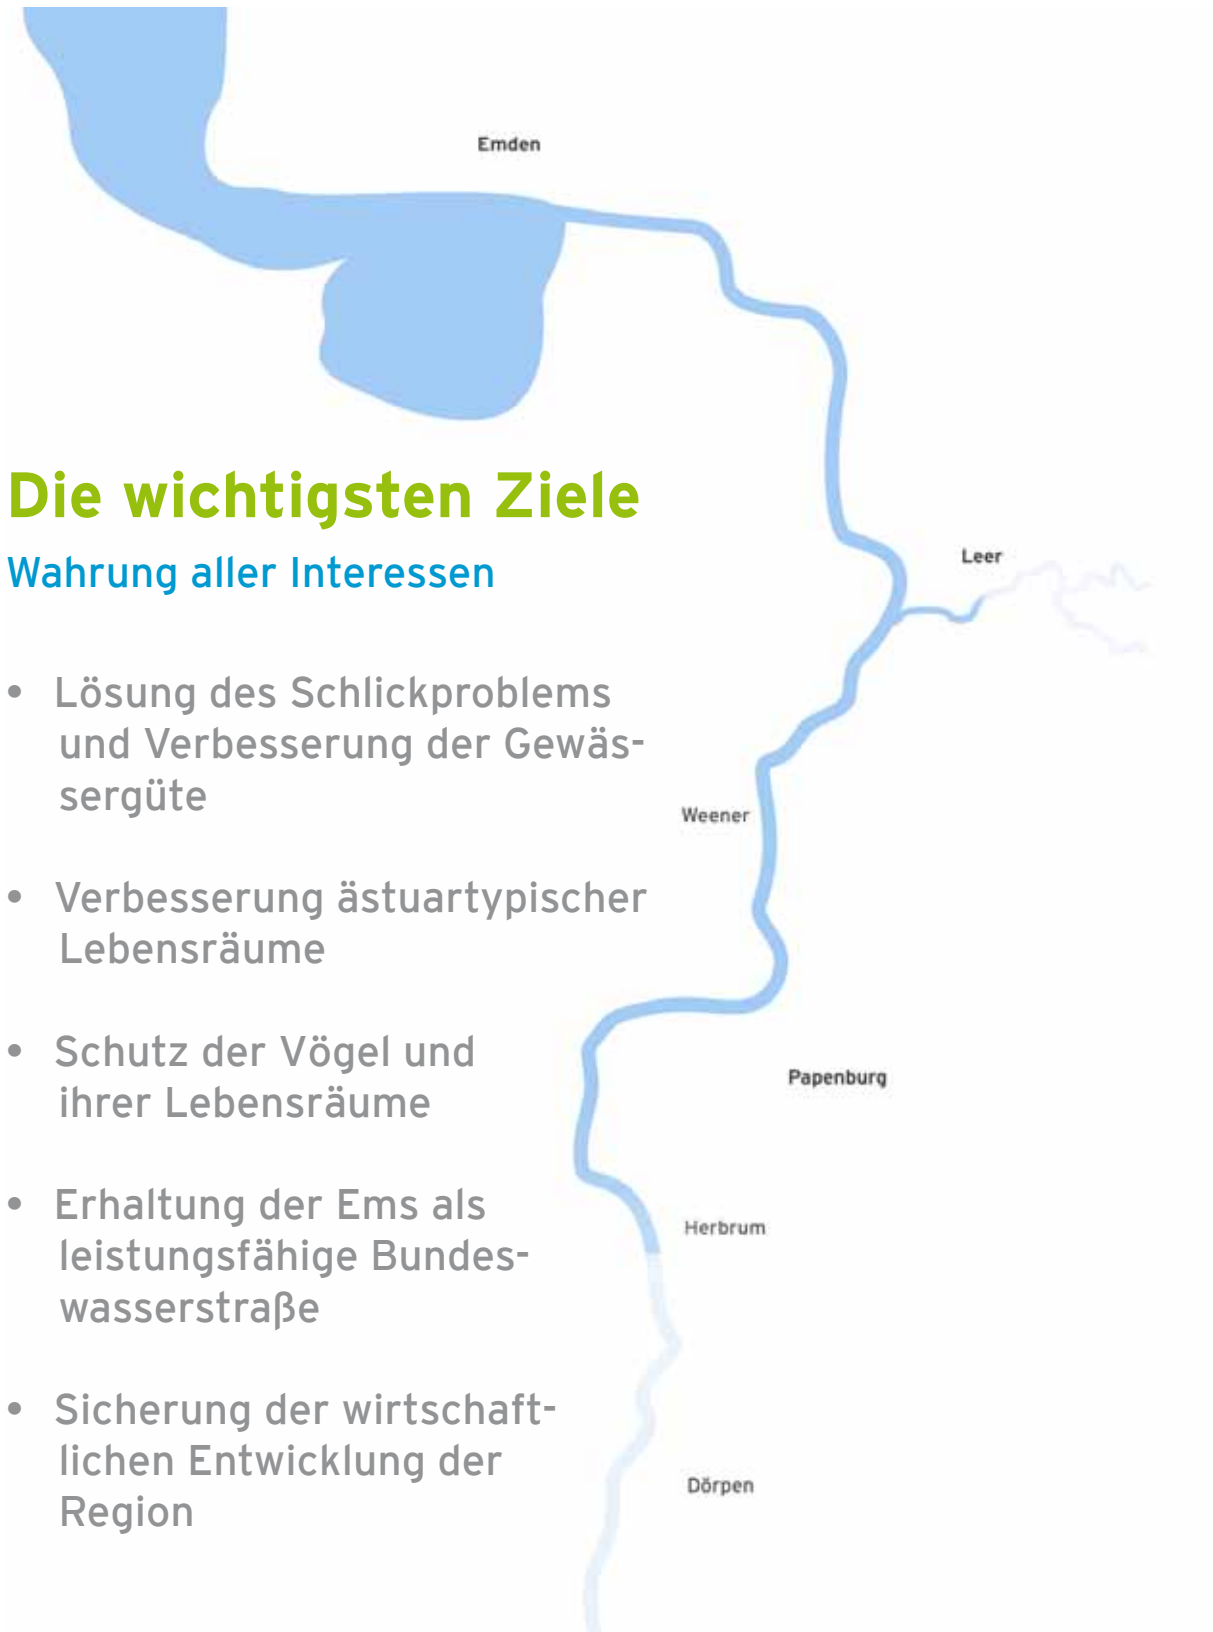 Emden
Die wichtigsten Ziele
Wahrung aller Interessen
Leer
• Lösung des Schlickproblems
und Verbesserung der Gewäs-
sergüte
Weener
• Verbesserung ästuartypischer
Lebensräume
• Schutz der Vögel und
ihrer Lebensräume
Papenburg
• Erhaltung der Ems als
leistungsfähige Bundes-
wasserstraße
Herbrum
• Sicherung der wirtschaft-
lichen Entwicklung der
Region
Dörpen